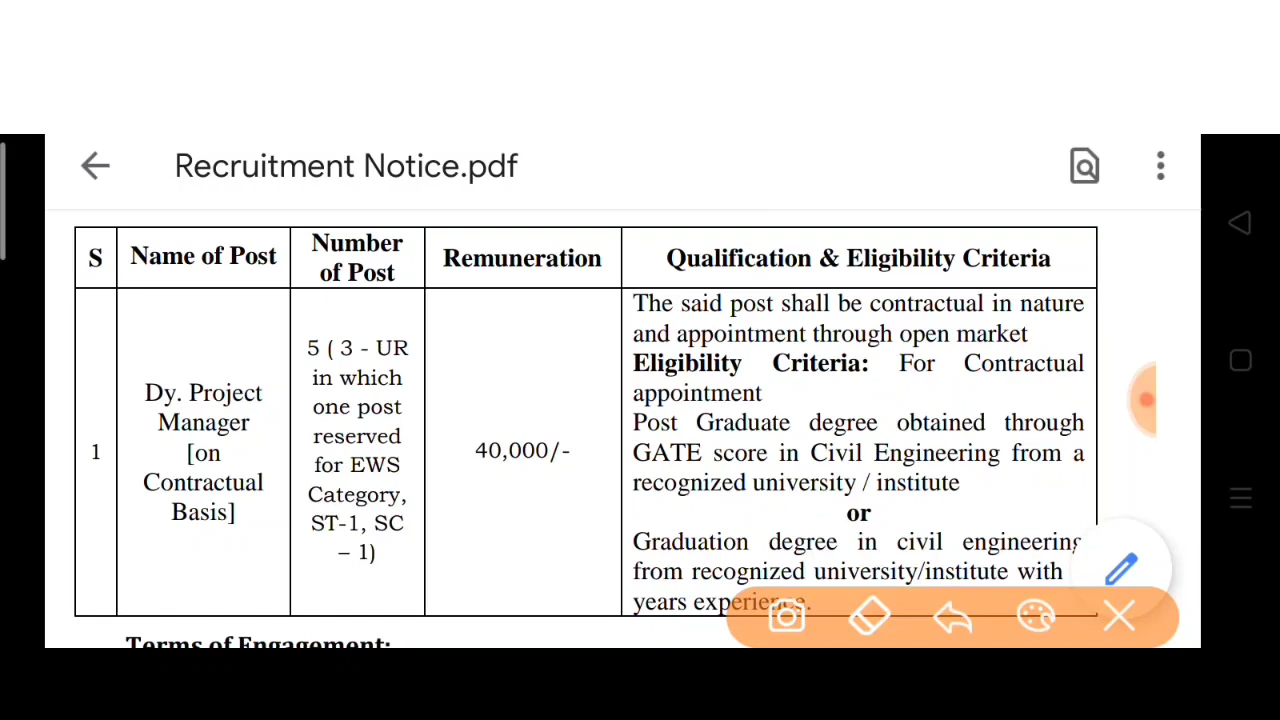 Recruitment Notice.pdf
S
Name of Post
Number
of Post
Remuneration
Qualification & Eligibility Criteria
1
Dy. Project
Manager
[on
Contractual
Basis]
5 ( 3 - UR
in which
one post
reserved
for EWS
Category,
ST-1, SC
– 1)
40,000/-
The said post shall be contractual in nature
and appointment through open market
Eligibility Criteria: For Contractual
appointment
Post Graduate degree obtained through
GATE score in Civil Engineering from a
recognized university / institute
or
Graduation degree in civil engineering
from recognized university/institute with
years experience.
Terms of Engagement: